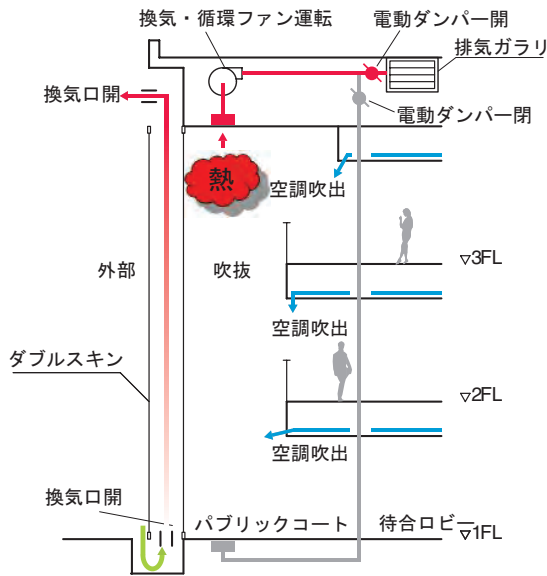 換気・循環ファン運転
電動ダンパー開
排気ガラリ
換気口開
電動ダンパー閉
熱
空調吹出
外部
吹抜
▽3FL
空調吹出
ダブルスキン
▽2FL
空調吹出
換気口開
パブリックコート
待合ロビー
▽1FL